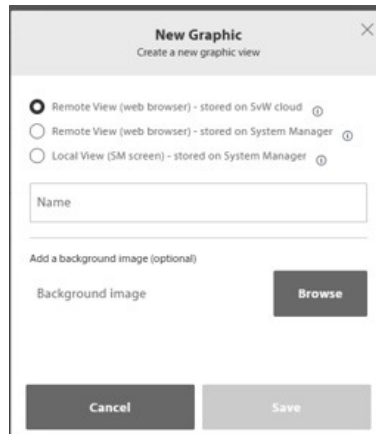 New Graphic
Create a new graphic view
Remote View (web browser) - stored on SvW cloud
Remote View (web browser) - stored on System Manager
Local View (SM screen) - stored on System Manager
Name
Add a background image (optional)
Background image
Browse
Cancel
Save